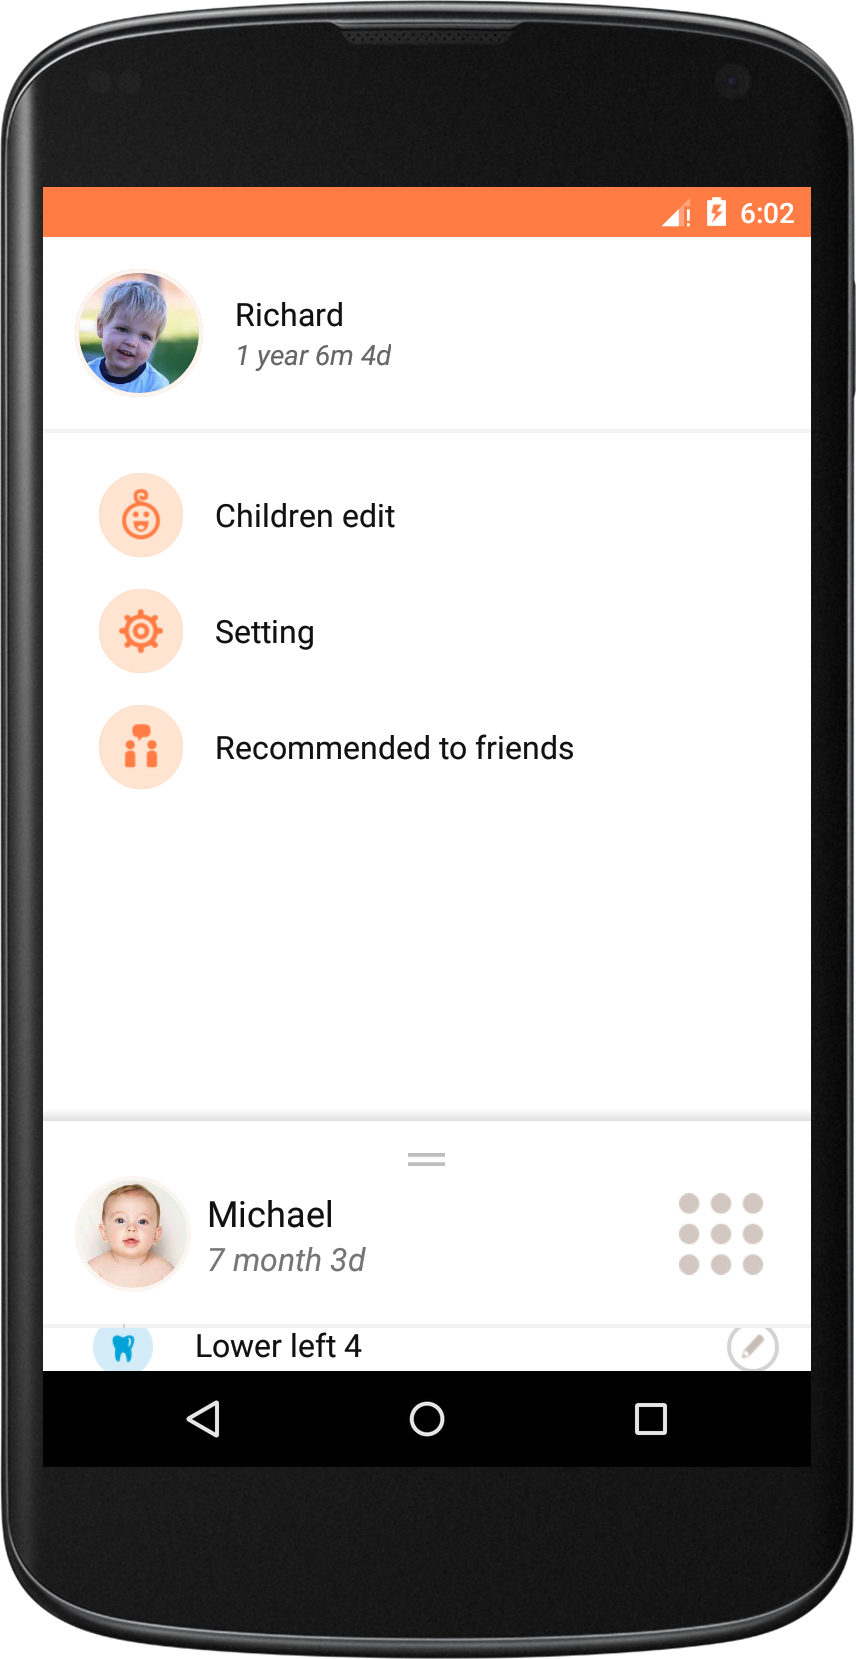 6:02
Richard
1 year 6m 4d
Children edit
Setting
Recommended to friends
Michael
7 month 3d
Lower left 4